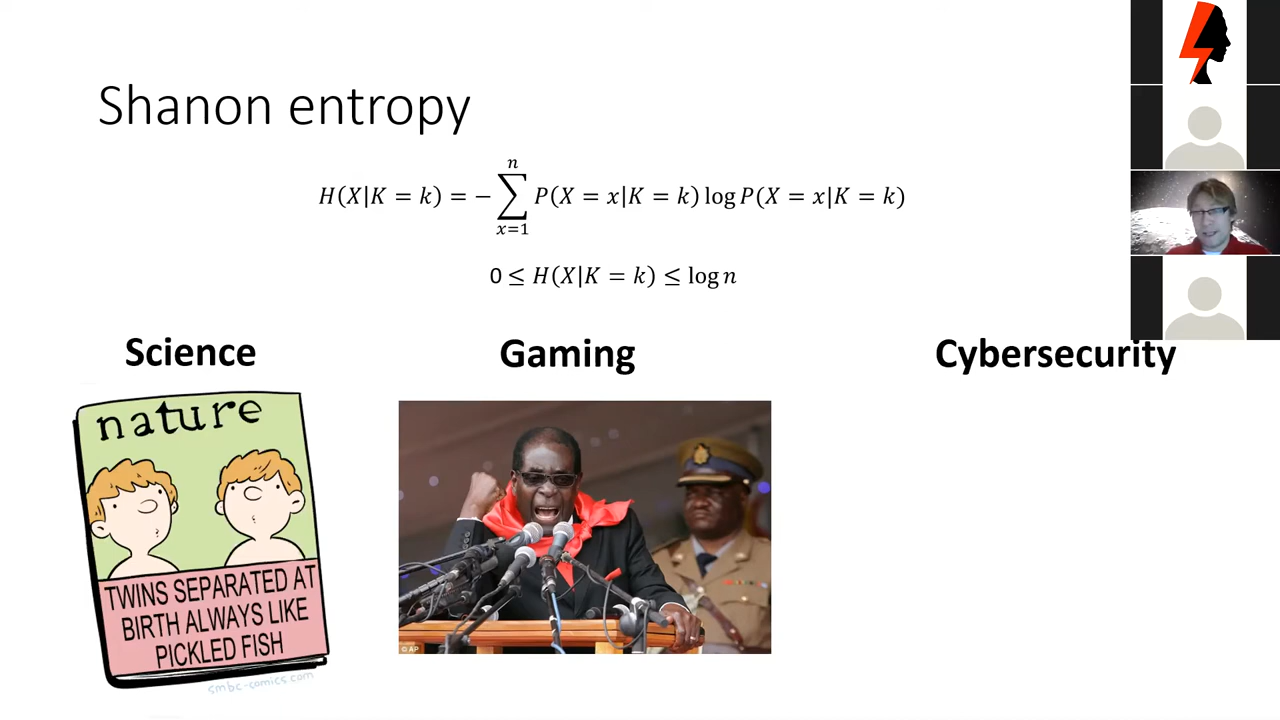 Shanon entropy
H(X|K = k) = − ∑ P(X = x|K = k) log P(X = x|K = k)
n
x=1
0 ≤ H(X|K = k) ≤ log n
Science
Gaming
Cybersecurity
nature
TWINS SEPARATED AT
BIRTH ALWAYS LIKE
PICKLED FISH
smbc-comics.com
© AP